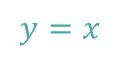 y = x